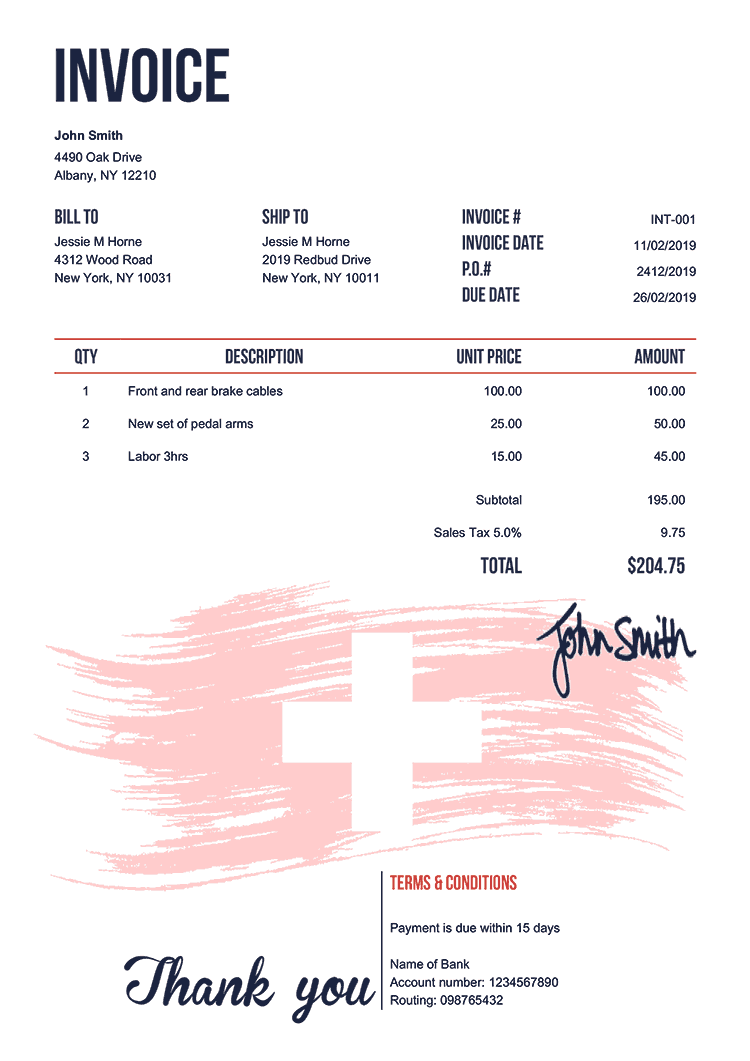 INVOICE
John Smith
4490 Oak Drive
Albany, NY 12210
BILL TO
Jessie M Horne
4312 Wood Road
New York, NY 10031
SHIP TO
Jessie M Horne
2019 Redbud Drive
New York, NY 10011
INVOICE # INT-001
INVOICE DATE 11/02/2019
P.O.# 2412/2019
DUE DATE 26/02/2019
QTY DESCRIPTION UNIT PRICE AMOUNT
1 Front and rear brake cables 100.00 100.00
2 New set of pedal arms 25.00 50.00
3 Labor 3hrs 15.00 45.00
Subtotal 195.00
Sales Tax 5.0% 9.75
TOTAL $204.75
John Smith
TERMS & CONDITIONS
Payment is due within 15 days
Name of Bank
Account number: 1234567890
Routing: 098765432
Thank you